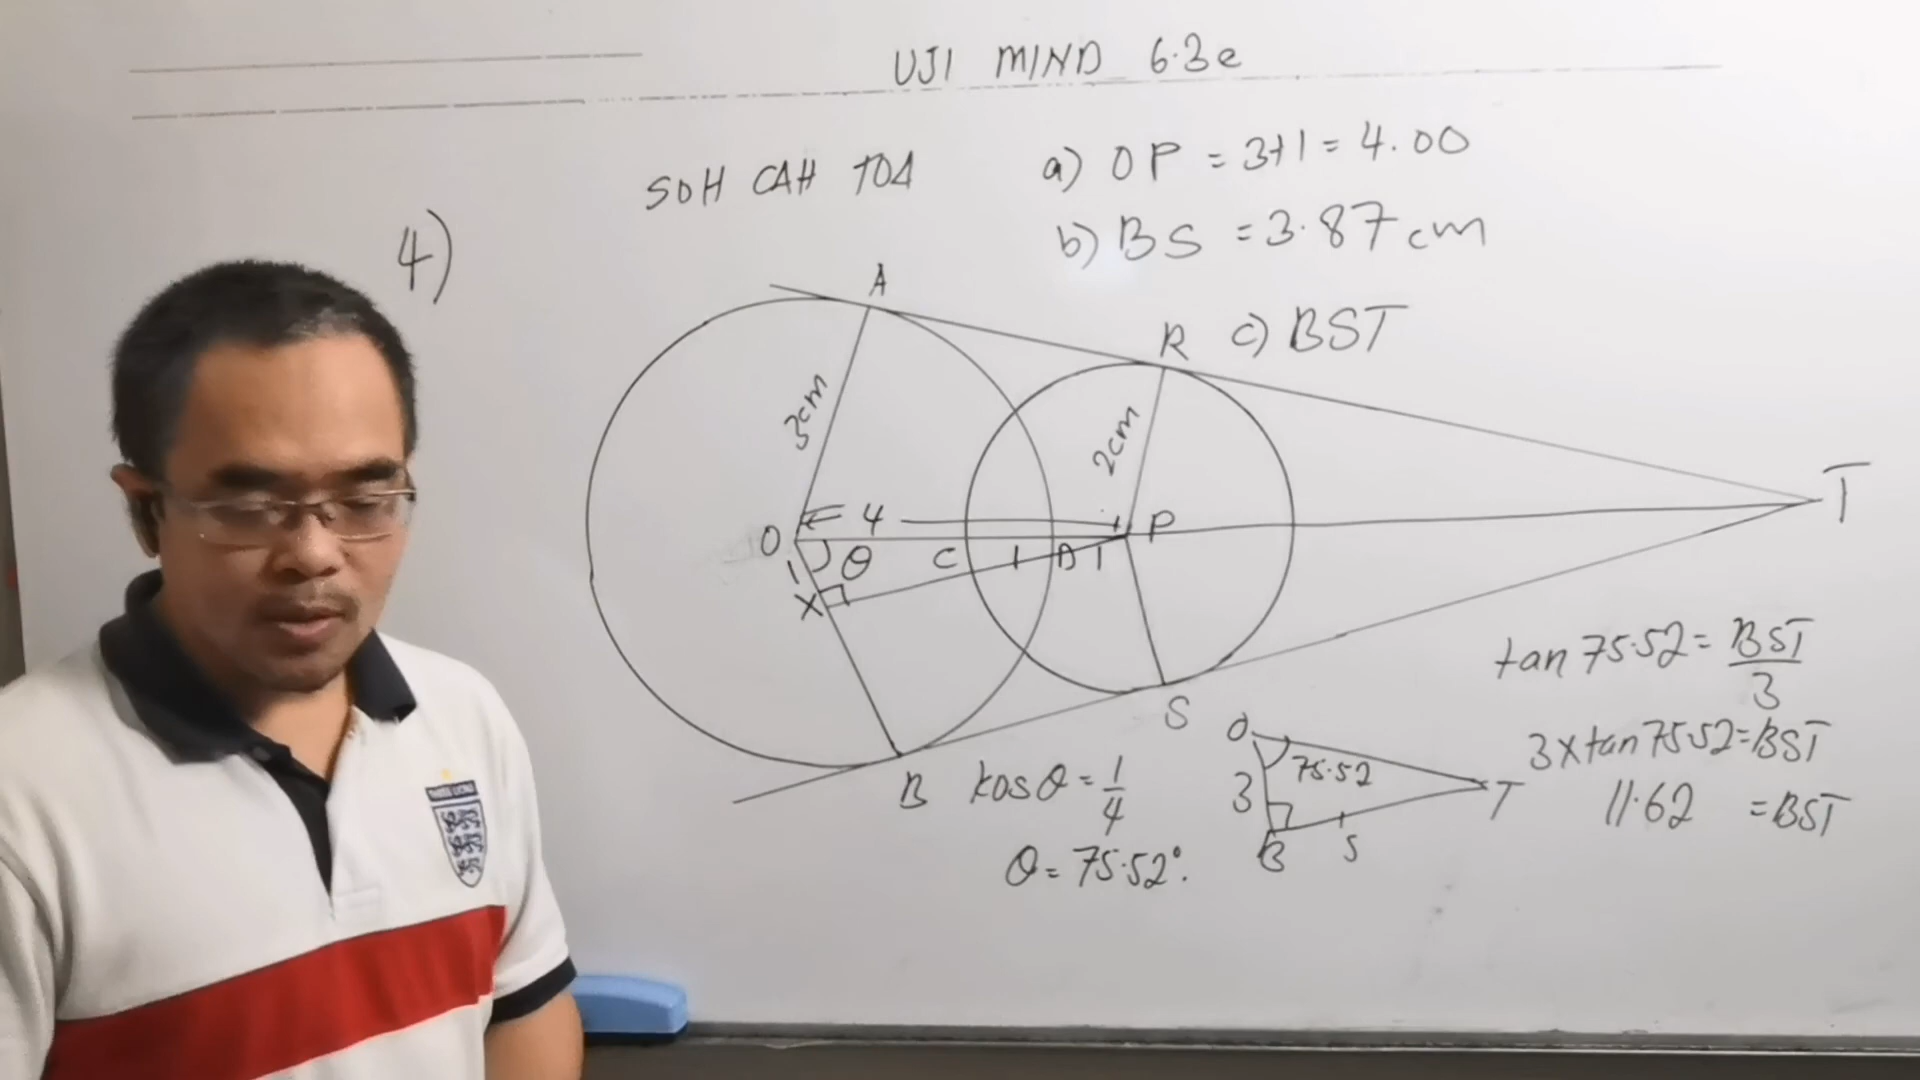 UJI MIND 6.3e
SOH CAH TOA
a) OP = 3+1 = 4.00
b) BS = 3.87 cm
4)
A
R
c) BST
3cm
2cm
T
4
P
O
θ
C
1
D
1
1
X
S
B
tan 75.52 = BST/3
O
75.52
3 x tan 75.52 = BST
kos θ = 1/4
3
T
11.62 = BST
θ = 75.52°.
B
S